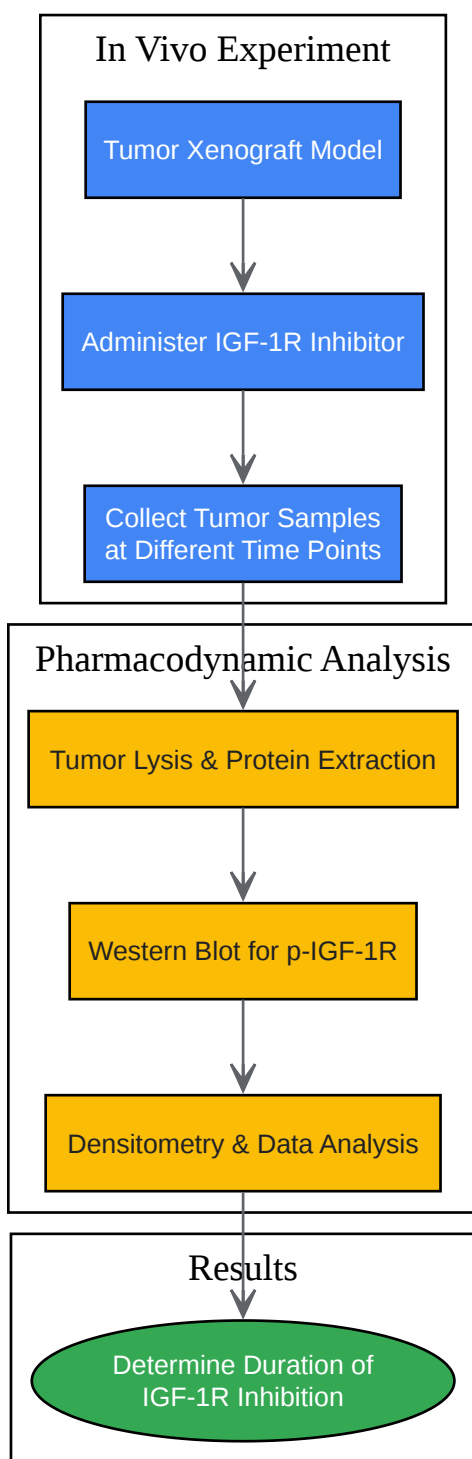 In Vivo Experiment
Tumor Xenograft Model
Administer IGF-1R Inhibitor
Collect Tumor Samples
at Different Time Points
Pharmacodynamic Analysis
Tumor Lysis & Protein Extraction
Western Blot for p-IGF-1R
Densitometry & Data Analysis
Results
Determine Duration of
IGF-1R Inhibition